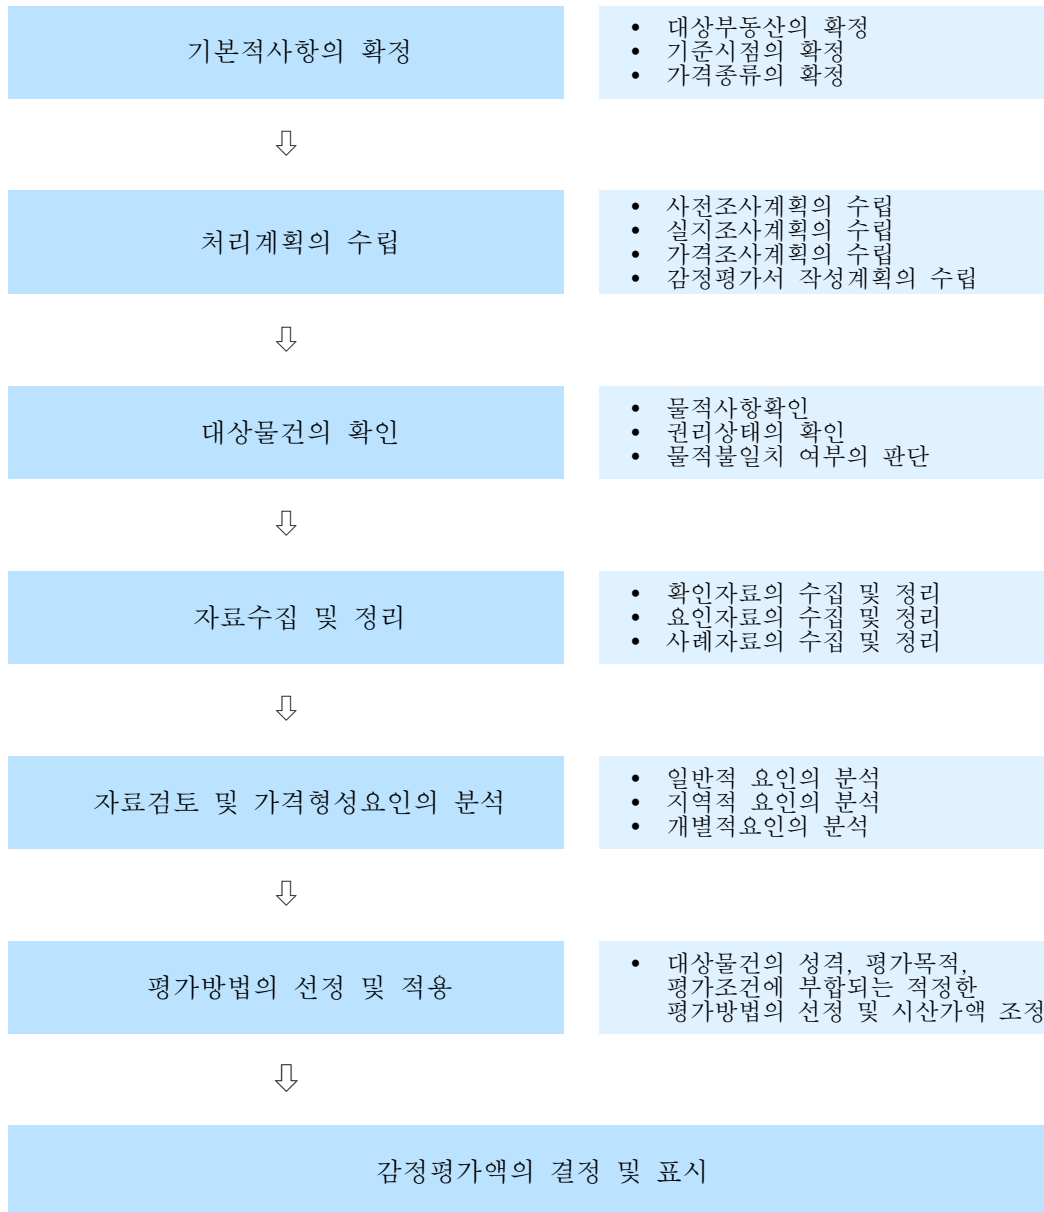 기본적사항의 확정
• 대상부동산의 확정
• 기준시점의 확정
• 가격종류의 확정
⇩
처리계획의 수립
• 사전조사계획의 수립
• 실지조사계획의 수립
• 가격조사계획의 수립
• 감정평가서 작성계획의 수립
⇩
대상물건의 확인
• 물적사항확인
• 권리상태의 확인
• 물적불일치 여부의 판단
⇩
자료수집 및 정리
• 확인자료의 수집 및 정리
• 요인자료의 수집 및 정리
• 사례자료의 수집 및 정리
⇩
자료검토 및 가격형성요인의 분석
• 일반적 요인의 분석
• 지역적 요인의 분석
• 개별적요인의 분석
⇩
평가방법의 선정 및 적용
• 대상물건의 성격, 평가목적,
평가조건에 부합되는 적정한
평가방법의 선정 및 시산가액 조정
⇩
감정평가액의 결정 및 표시